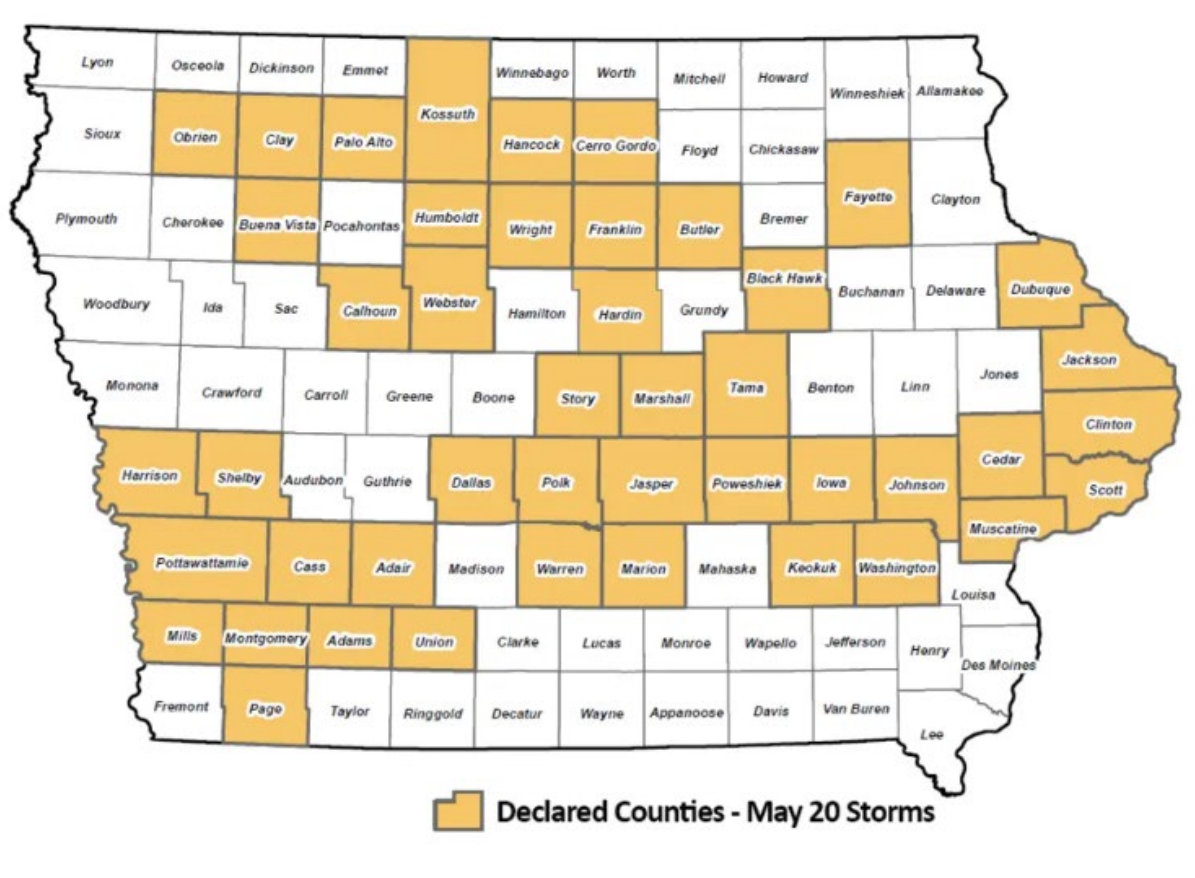 Lyon
Osceola
Dickinson
Emmet
Kossuth
Winnebago
Worth
Mitchell
Howard
Winneshiek
Allamakee
Sioux
Obrien
Clay
Palo Alto
Hancock
Cerro Gordo
Floyd
Chickasaw
Fayette
Clayton
Plymouth
Cherokee
Buena Vista
Pocahontas
Humboldt
Wright
Franklin
Butler
Bremer
Woodbury
Ida
Sac
Calhoun
Webster
Hamilton
Hardin
Grundy
Black Hawk
Buchanan
Delaware
Dubuque
Monona
Crawford
Carroll
Greene
Boone
Story
Marshall
Tama
Benton
Linn
Jones
Jackson
Clinton
Harrison
Shelby
Audubon
Guthrie
Dallas
Polk
Jasper
Poweshiek
Iowa
Johnson
Cedar
Scott
Muscatine
Pottawattamie
Cass
Adair
Madison
Warren
Marion
Mahaska
Keokuk
Washington
Louisa
Mills
Montgomery
Adams
Union
Clarke
Lucas
Monroe
Wapello
Jefferson
Henry
Des Moines
Fremont
Page
Taylor
Ringgold
Decatur
Wayne
Appanoose
Davis
Van Buren
Lee
Declared Counties - May 20 Storms